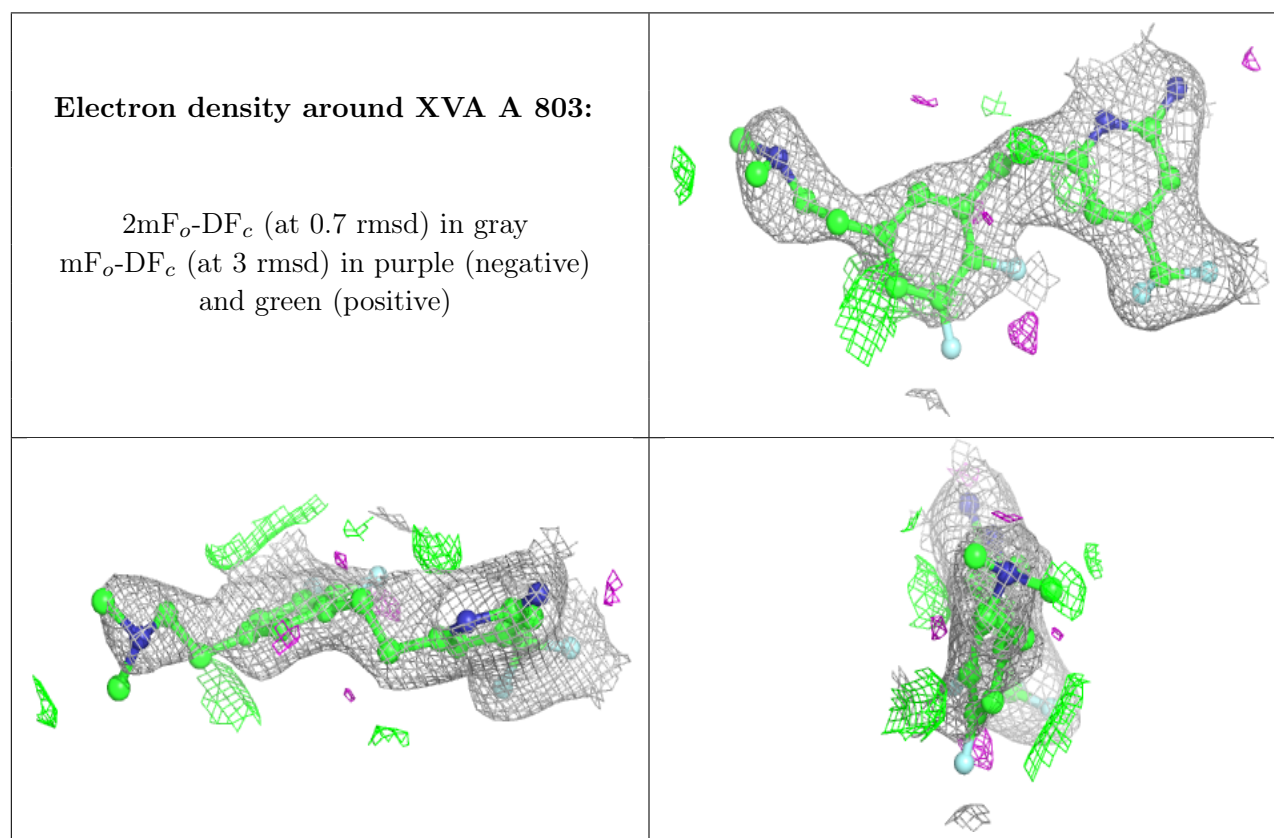 Electron density around XVA A 803:
2mFo-DFc (at 0.7 rmsd) in gray
mFo-DFc (at 3 rmsd) in purple (negative)
and green (positive)